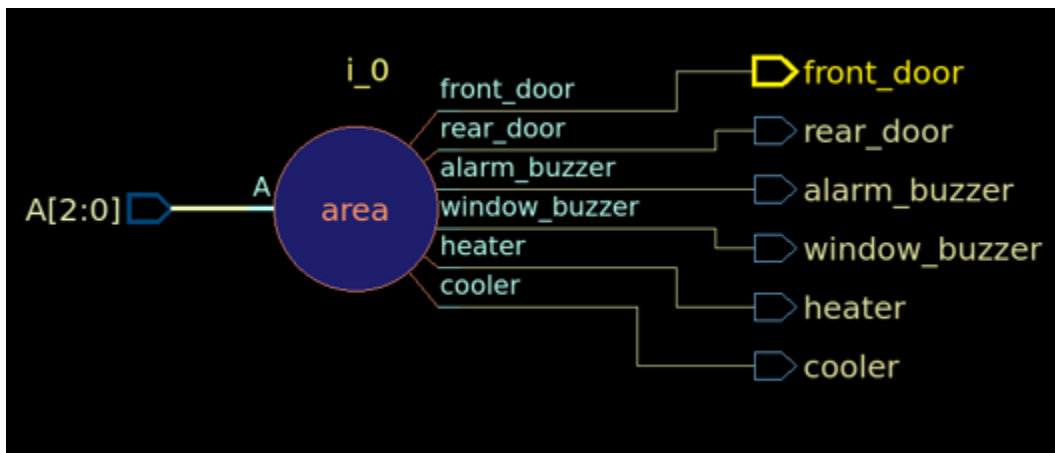 i_0
front_door
front_door
rear_door
rear_door
alarm_buzzer
A
A[2:0]
area
alarm_buzzer
window_buzzer
window_buzzer
heater
heater
cooler
cooler